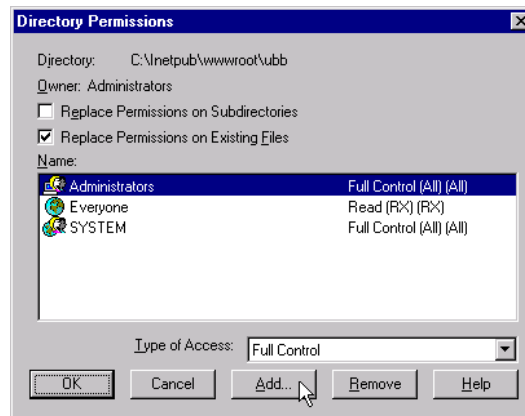 Directory Permissions
Directory: C:\Inetpub\wwwroot\ubb
Owner: Administrators
Replace Permissions on Subdirectories
Replace Permissions on Existing Files
Name:
Administrators Full Control (All) (All)
Everyone Read (RX) (RX)
SYSTEM Full Control (All) (All)
Type of Access: Full Control
OK Cancel Add... Remove Help